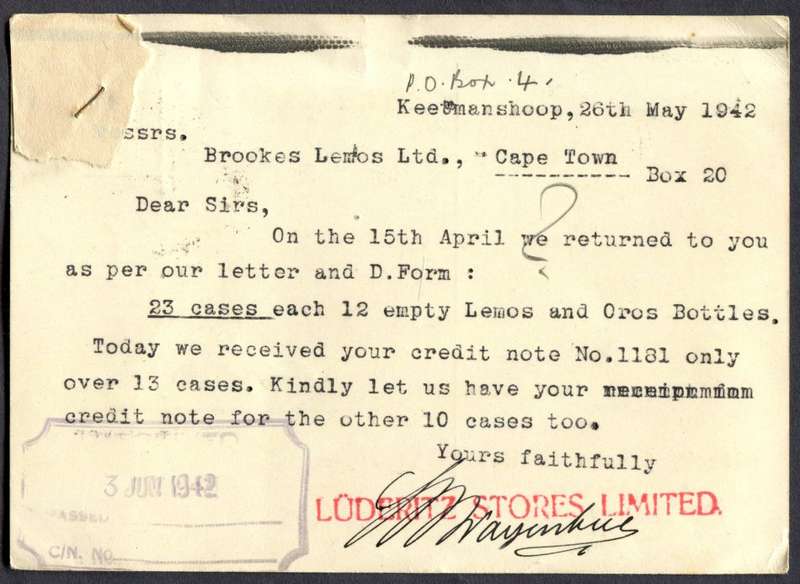 P.O. Box 4.
Keetmanshoop, 26th May 1942
ssrs.
Brookes Lemos Ltd., Cape Town
Box 20
Dear Sirs,
?
On the 15th April we returned to you
as per our letter and D.Form :
23 cases each 12 empty Lemos and Oros Bottles.
Today we received your credit note No.1181 only
over 13 cases. Kindly let us have your
credit note for the other 10 cases too.
Yours faithfully
3 JUN 1942
LÜDERITZ STORES LIMITED.
PASSED
C/N. No.